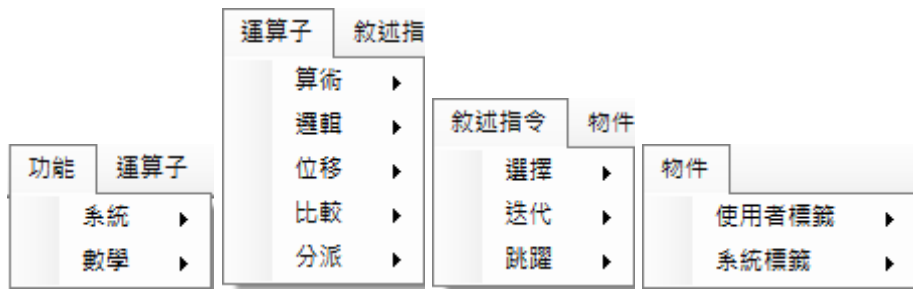 功能 運算子
系統
數學
運算子 敘述指
算術
邏輯
位移
比較
分派
敘述指令 物件
選擇
迭代
跳躍
物件
使用者標籤
系統標籤